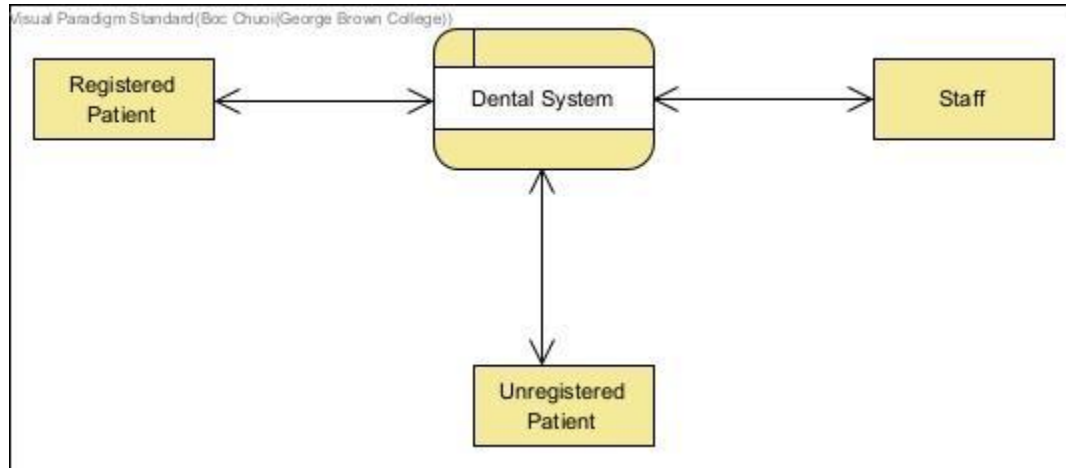 Visual Paradigm Standard(Boc Chuoi(George Brown College))
Registered
Patient
Dental System
Staff
Unregistered
Patient